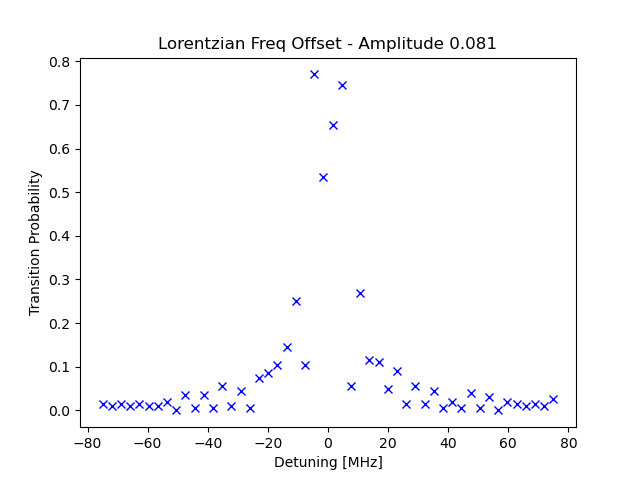 Lorentzian Freq Offset - Amplitude 0.081
0.8
0.7
0.6
0.5
0.4
0.3
0.2
0.1
0.0
Transition Probability
−80 −60 −40 −20 0 20 40 60 80
Detuning [MHz]